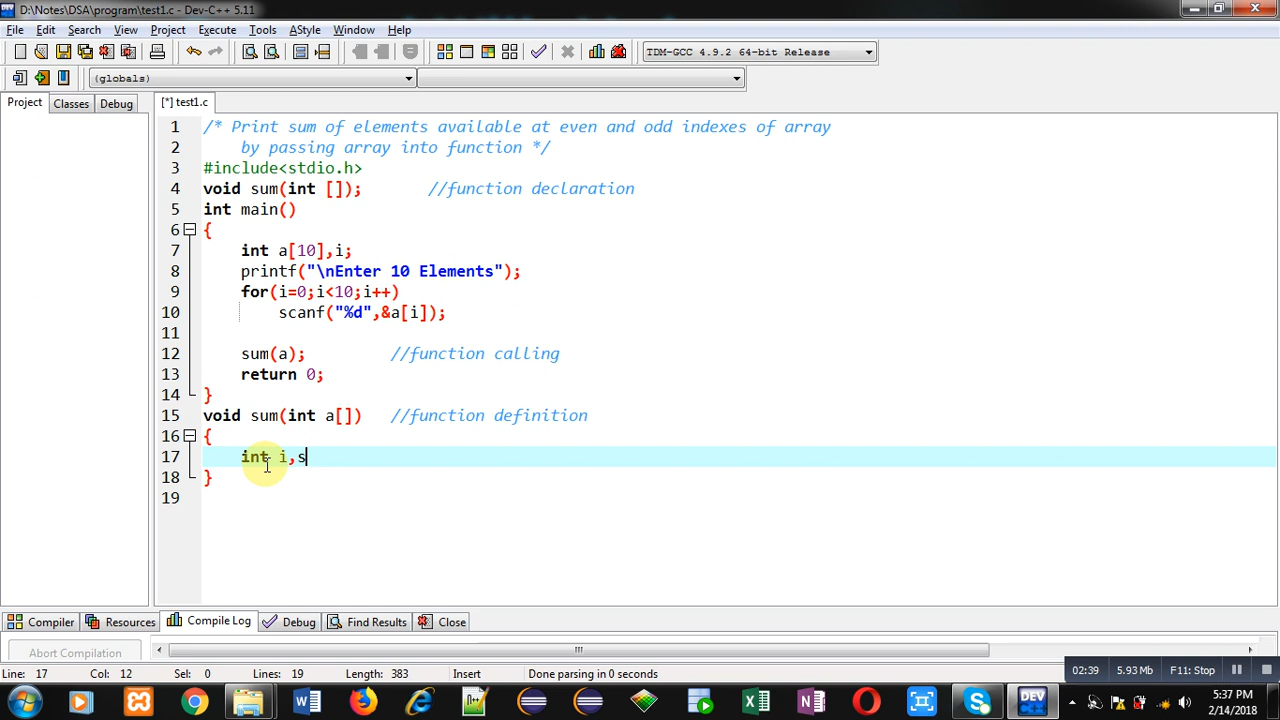 D:\Notes\DSA\program\test1.c - Dev-C++ 5.11
File Edit Search View Project Execute Tools AStyle Window Help
TDM-GCC 4.9.2 64-bit Release
(globals)
Project Classes Debug [*] test1.c
1 /* Print sum of elements available at even and odd indexes of array
2 by passing array into function */
3 #include<stdio.h>
4 void sum(int []); //function declaration
5 int main()
6 {
7 int a[10],i;
8 printf("\nEnter 10 Elements");
9 for(i=0;i<10;i++)
10 scanf("%d",&a[i]);
11
12 sum(a); //function calling
13 return 0;
14 }
15 void sum(int a[]) //function definition
16 {
17 int i,s
18 }
19
Compiler Resources Compile Log Debug Find Results Close
Abort Compilation
Line: 17 Col: 12 Sel: 0 Lines: 19 Length: 383 Insert Done parsing in 0 seconds
02:39 5.93 Mb F11: Stop
5:37 PM
2/14/2018